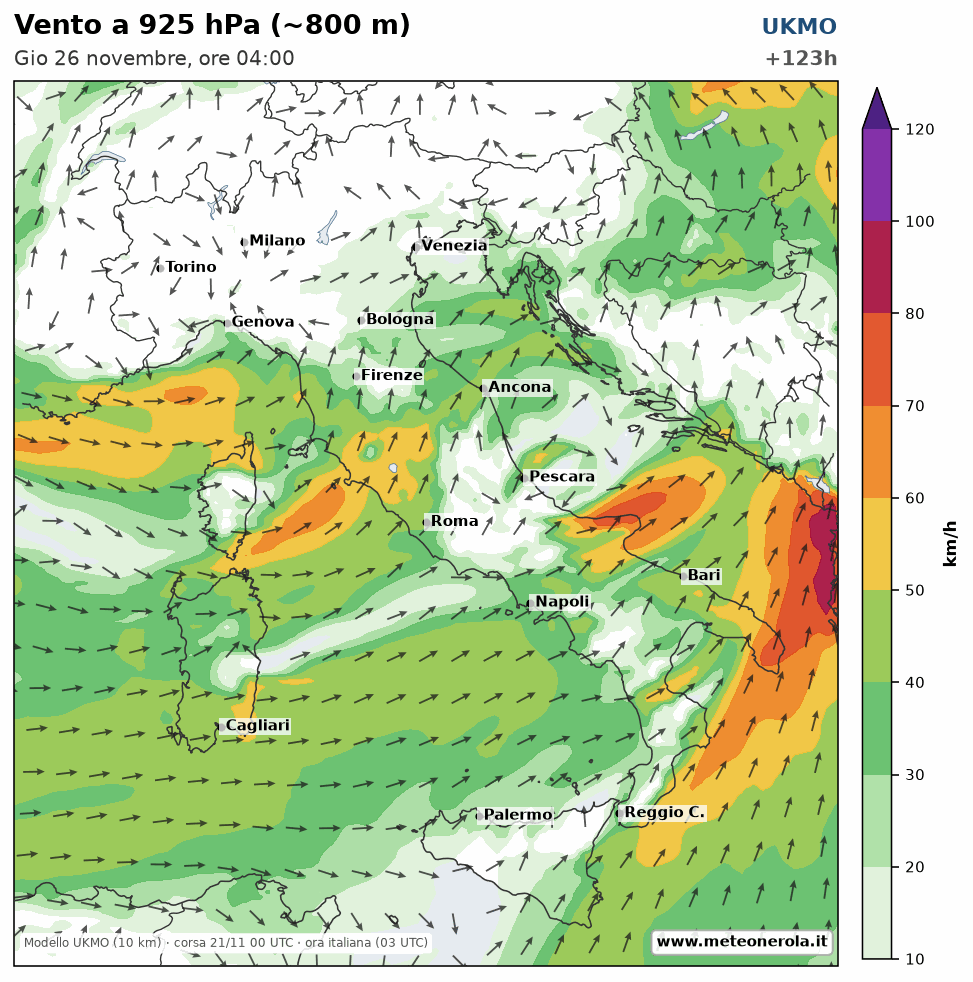 Vento a 925 hPa (~800 m)
UKMO
Gio 26 novembre, ore 04:00
+123h
Milano
Venezia
Torino
Genova
Bologna
Firenze
Ancona
Pescara
Roma
Bari
Napoli
Cagliari
Palermo
Reggio C.
Modello UKMO (10 km) · corsa 21/11 00 UTC · ora italiana (03 UTC)
www.meteonerola.it
120
100
80
70
60
50
40
30
20
10
km/h